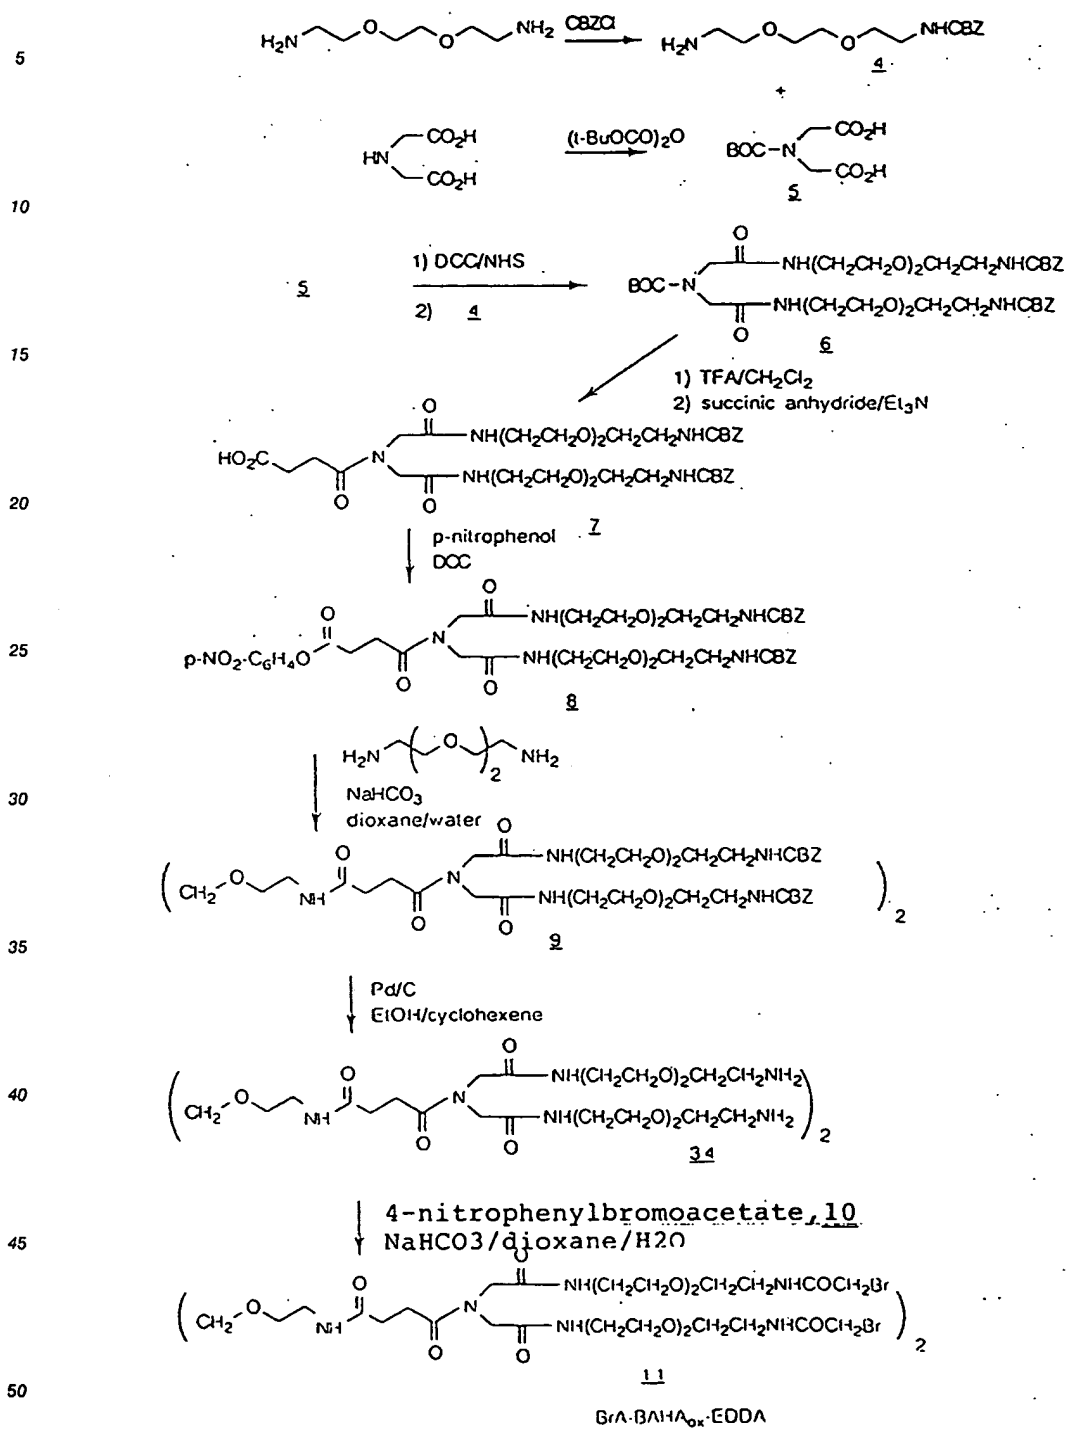 H2N O O NH2 CBZCl H2N O O NHCBZ
5
4
+
HN CO2H CO2H (t-BuOCO)2O BOC-N CO2H CO2H
5
10
5 1) DCC/NHS
2) 4
O
BOC-N NH(CH2CH2O)2CH2CH2NHCBZ
NH(CH2CH2O)2CH2CH2NHCBZ
O
6
15
1) TFA/CH2Cl2
2) succinic anhydride/Et3N
O
HO2C N NH(CH2CH2O)2CH2CH2NHCBZ
NH(CH2CH2O)2CH2CH2NHCBZ
O O
20
7
p-nitrophenol
DCC
O O
N NH(CH2CH2O)2CH2CH2NHCBZ
25
p-NO2-C6H4O NH(CH2CH2O)2CH2CH2NHCBZ
O O
8
H2N ( O )2 NH2
30
NaHCO3
dioxane/water
O O
( CH2 O NH N NH(CH2CH2O)2CH2CH2NHCBZ
NH(CH2CH2O)2CH2CH2NHCBZ )2
O O
9
35
Pd/C
EtOH/cyclohexene
O O
40
( CH2 O NH N NH(CH2CH2O)2CH2CH2NH2
NH(CH2CH2O)2CH2CH2NH2 )2
O O
34
4-nitrophenylbromoacetate,10
45
NaHCO3/dioxane/H2O
O O
( CH2 O NH N NH(CH2CH2O)2CH2CH2NHCOCH2Br
NH(CH2CH2O)2CH2CH2NHCOCH2Br )2
O O
11
50
BrA-BAHAox-EDDA